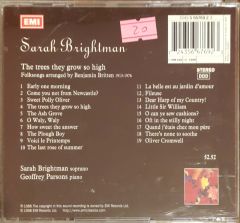 EMI
20
Sarah Brightman
The trees they grow so high
Folksongs arranged by Benjamin Britten 1913-1976
STEREO
DDD
1 Early one morning
2 Come you not from Newcastle?
3 Sweet Polly Oliver
4 The trees they grow so high
5 The Ash Grove
6 O Waly, Waly
7 How sweet the answer
8 The Plough Boy
9 Voici le Printemps
10 The last rose of summer
11 La belle est au jardin d'amour
12 Fileuse
13 Dear Harp of my Country!
14 Little Sir William
15 O can ye sew cushions?
16 Oft in the stilly night
17 Quand j'étais chez mon père
18 There's none to soothe
19 Oliver Cromwell
Sarah Brightman soprano
Geoffrey Parsons piano
52.52